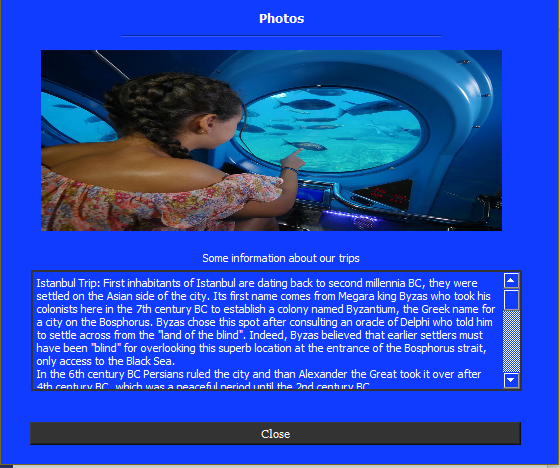 Photos
Some information about our trips
Istanbul Trip: First inhabitants of Istanbul are dating back to second millennia BC, they were
settled on the Asian side of the city. Its first name comes from Megara king Byzas who took his
colonists here in the 7th century BC to establish a colony named Byzantium, the Greek name for
a city on the Bosphorus. Byzas chose this spot after consulting an oracle of Delphi who told him
to settle across from the "land of the blind". Indeed, Byzas believed that earlier settlers must
have been "blind" for overlooking this superb location at the entrance of the Bosphorus strait,
only access to the Black Sea.
In the 6th century BC Persians ruled the city and than Alexander the Great took it over after
4th century BC, which was a peaceful period until the 2nd century BC.
Close